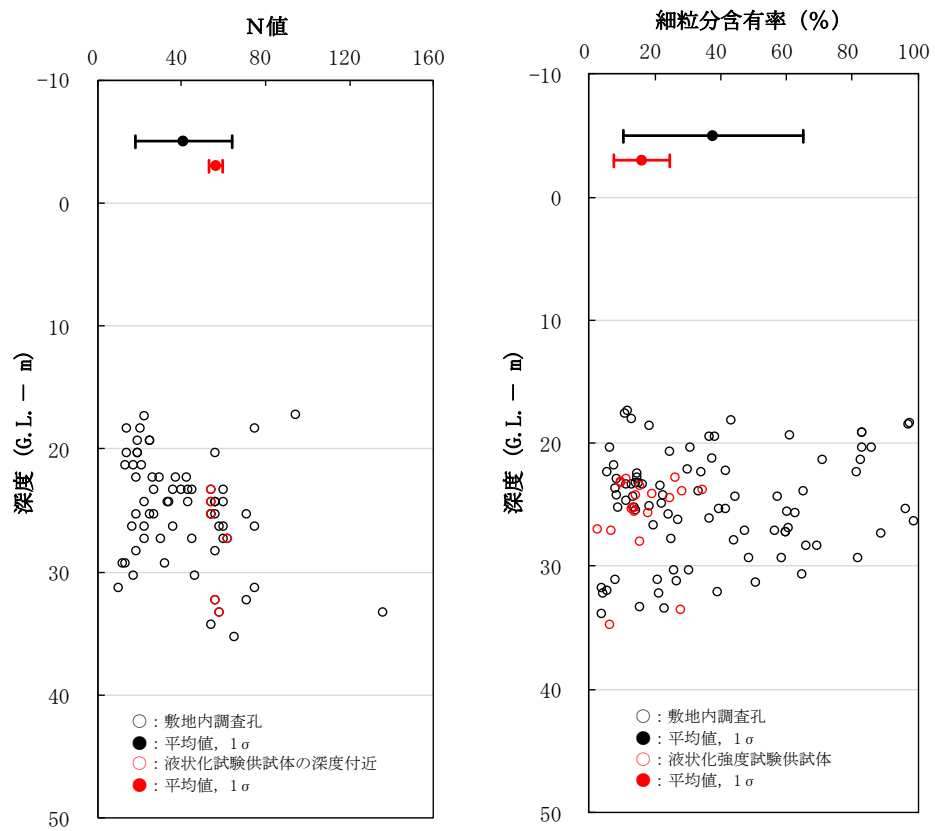 N値
0 40 80 120 160
-10
0
10
20
30
40
50
深度 (G.L. － m)
○：敷地内調査孔
●：平均値，1σ
○：液状化試験供試体の深度付近
●：平均値，1σ
細粒分含有率 (%)
0 20 40 60 80 100
-10
0
10
20
30
40
50
深度 (G.L. － m)
○：敷地内調査孔
●：平均値，1σ
○：液状化強度試験供試体
●：平均値，1σ